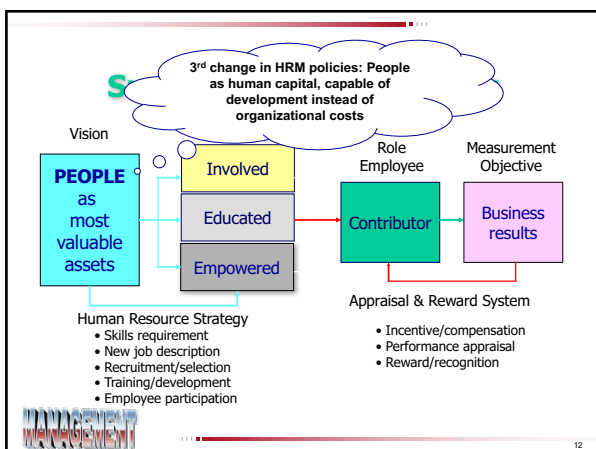 3rd change in HRM policies: People
as human capital, capable of
development instead of
organizational costs
Vision
PEOPLE
as
most
valuable
assets
Involved
Educated
Empowered
Role
Employee
Contributor
Measurement
Objective
Business
results
Human Resource Strategy
• Skills requirement
• New job description
• Recruitment/selection
• Training/development
• Employee participation
Appraisal & Reward System
• Incentive/compensation
• Performance appraisal
• Reward/recognition
MANAGEMENT
12